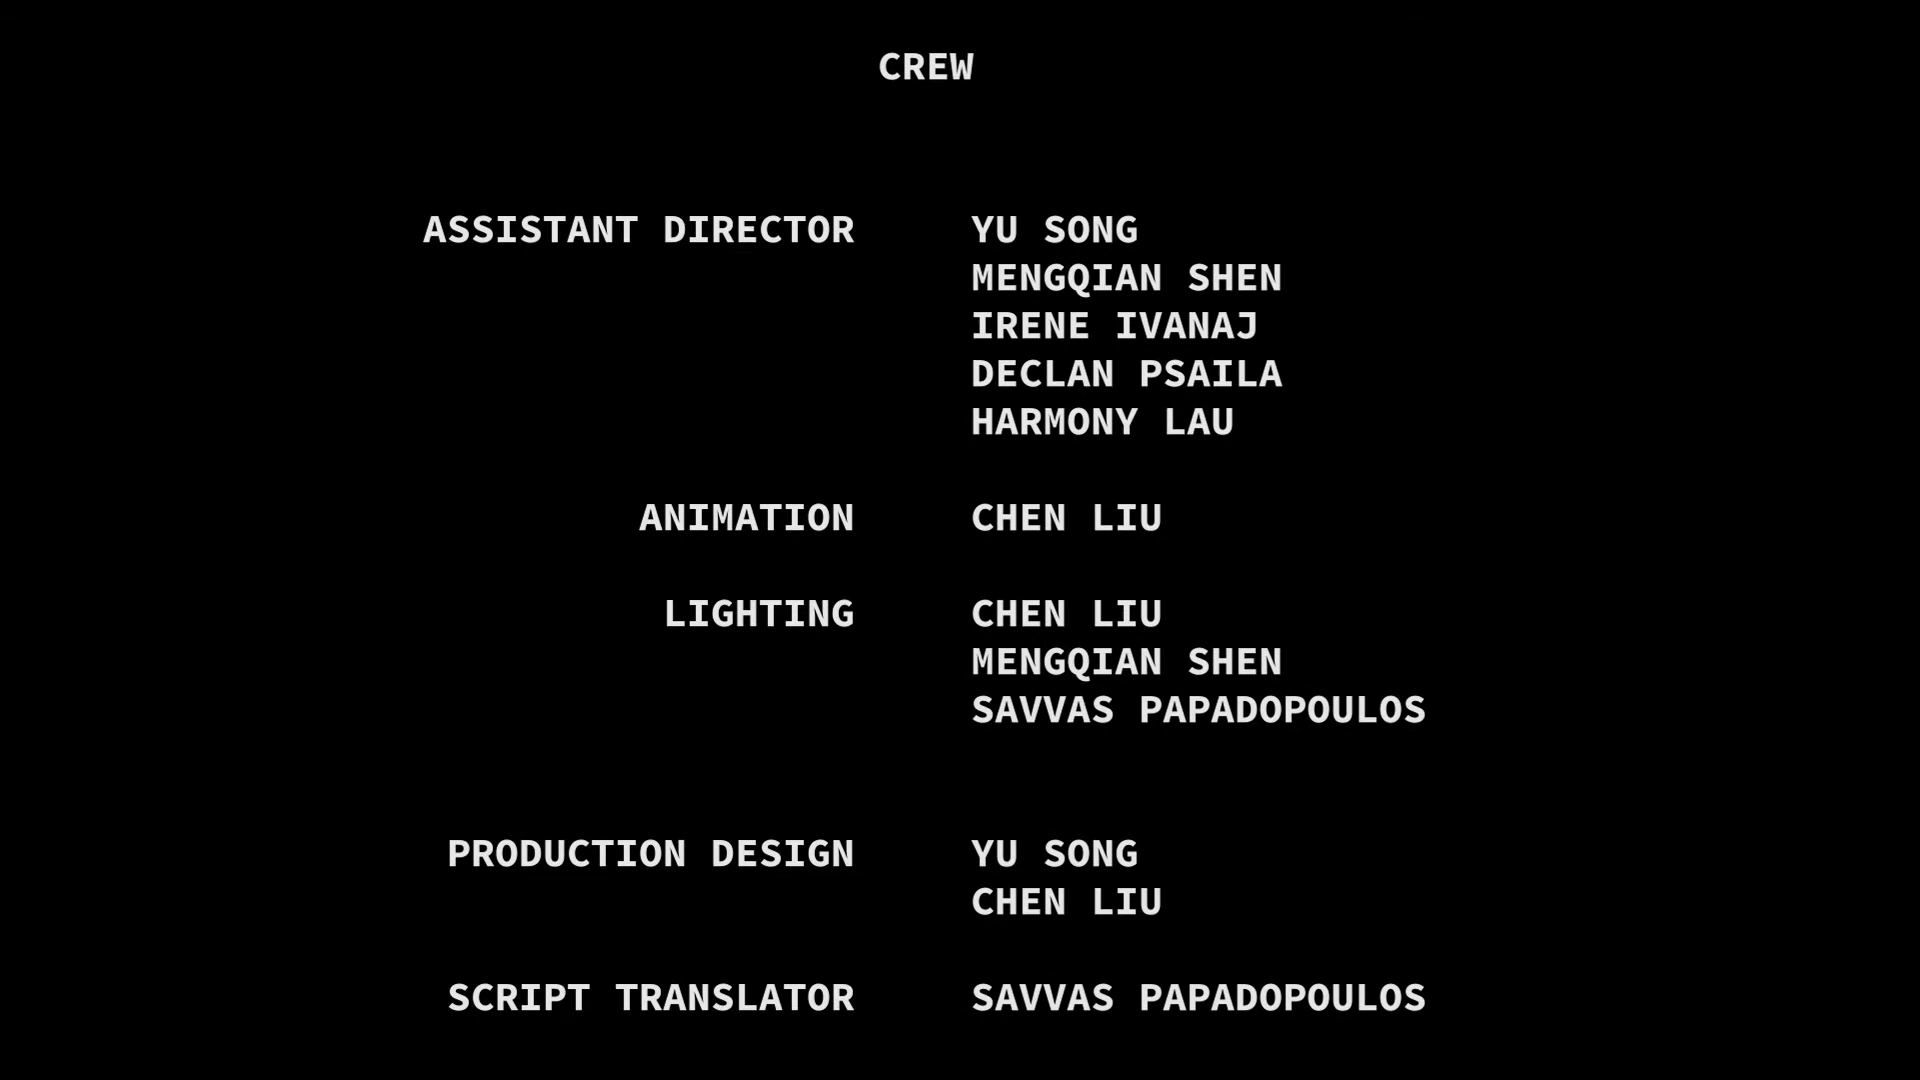 CREW
ASSISTANT DIRECTOR YU SONG
MENGQIAN SHEN
IRENE IVANAJ
DECLAN PSAILA
HARMONY LAU
ANIMATION CHEN LIU
LIGHTING CHEN LIU
MENGQIAN SHEN
SAVVAS PAPADOPOULOS
PRODUCTION DESIGN YU SONG
CHEN LIU
SCRIPT TRANSLATOR SAVVAS PAPADOPOULOS